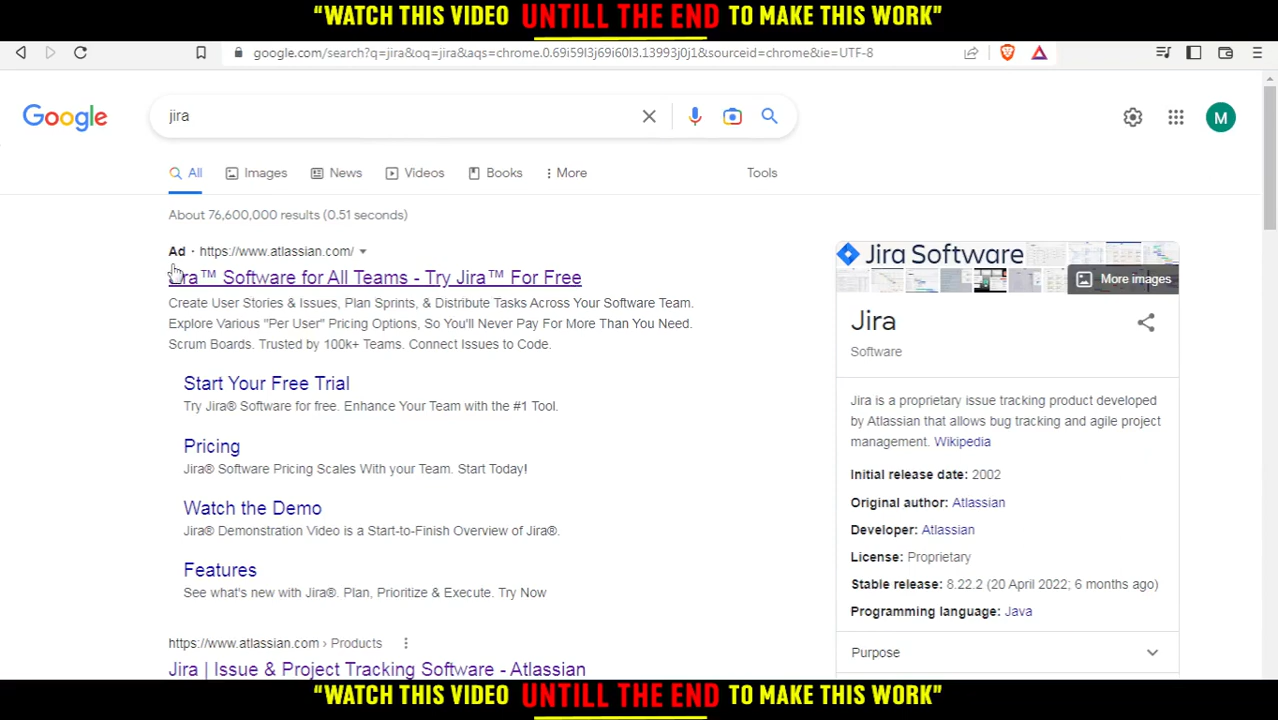 “WATCH THIS VIDEO UNTILL THE END TO MAKE THIS WORK”
google.com/search?q=jira&oq=jira&aqs=chrome.0.69i59l3j69i60l3.13993j0j1&sourceid=chrome&ie=UTF-8
Google
jira
M
All
Images
News
Videos
Books
More
Tools
About 76,600,000 results (0.51 seconds)
Ad · https://www.atlassian.com/
Jira™ Software for All Teams - Try Jira™ For Free
Create User Stories & Issues, Plan Sprints, & Distribute Tasks Across Your Software Team.
Explore Various "Per User" Pricing Options, So You'll Never Pay For More Than You Need.
Scrum Boards. Trusted by 100k+ Teams. Connect Issues to Code.
Start Your Free Trial
Try Jira® Software for free. Enhance Your Team with the #1 Tool.
Pricing
Jira® Software Pricing Scales With your Team. Start Today!
Watch the Demo
Jira® Demonstration Video is a Start-to-Finish Overview of Jira®.
Features
See what's new with Jira®. Plan, Prioritize & Execute. Try Now
https://www.atlassian.com › Products
Jira | Issue & Project Tracking Software - Atlassian
Jira Software
More images
Jira
Software
Jira is a proprietary issue tracking product developed
by Atlassian that allows bug tracking and agile project
management. Wikipedia
Initial release date: 2002
Original author: Atlassian
Developer: Atlassian
License: Proprietary
Stable release: 8.22.2 (20 April 2022; 6 months ago)
Programming language: Java
Purpose
“WATCH THIS VIDEO UNTILL THE END TO MAKE THIS WORK”